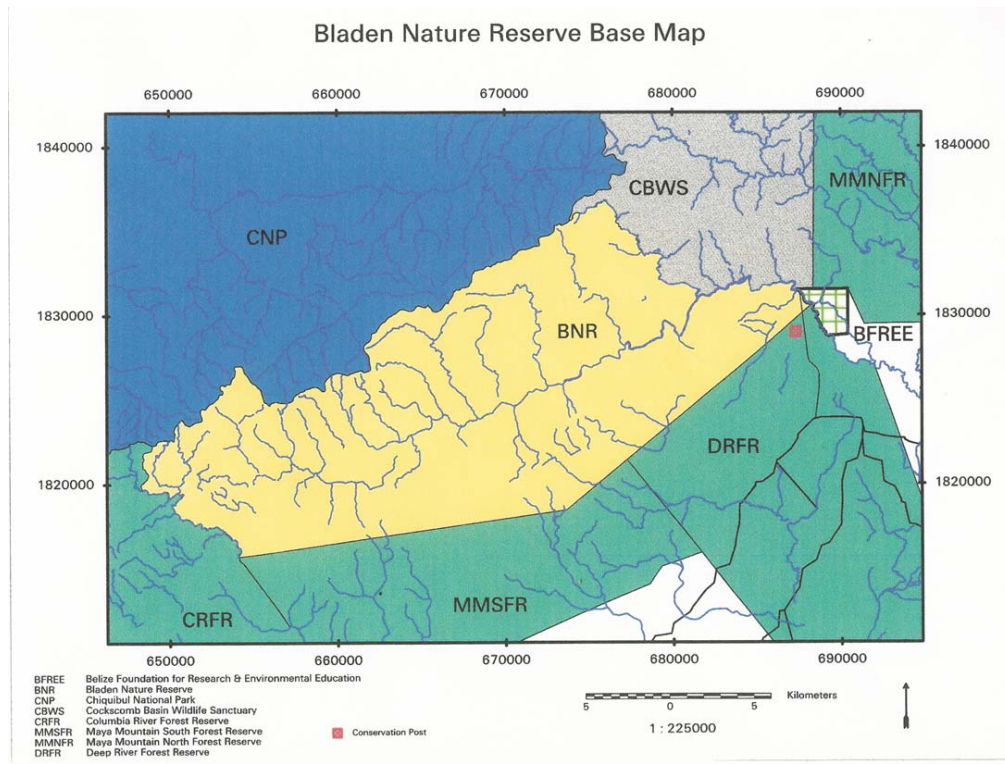 Bladen Nature Reserve Base Map
650000 660000 670000 680000 690000
1840000 1840000
CBWS MMNFR
CNP
1830000 1830000
BNR BFREE
DRFR
1820000 1820000
MMSFR
CRFR
650000 660000 670000 680000 690000
BFREE Belize Foundation for Research & Environmental Education
BNR Bladen Nature Reserve
CNP Chiquibul National Park
CBWS Cockscomb Basin Wildlife Sanctuary
CRFR Columbia River Forest Reserve
MMSFR Maya Mountain South Forest Reserve
MMNFR Maya Mountain North Forest Reserve
DRFR Deep River Forest Reserve
Conservation Post
Kilometers
5 0 5
1 : 225000